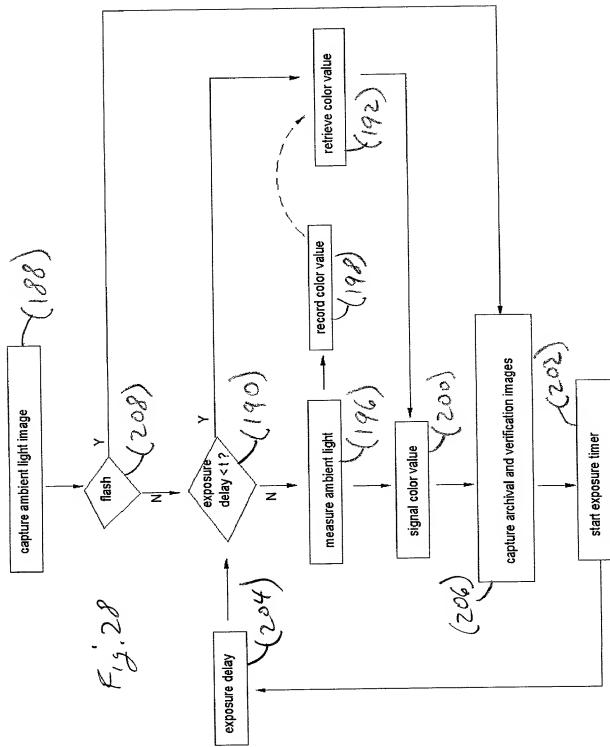 Fig. 28
capture ambient light image
(188)
flash
Y
N
(208)
exposure
delay <t?
Y
N
(190)
exposure delay
(204)
measure ambient light
(196)
record color value
(198)
retrieve color value
(192)
signal color value
(200)
capture archival and verification images
(206)
start exposure timer
(202)